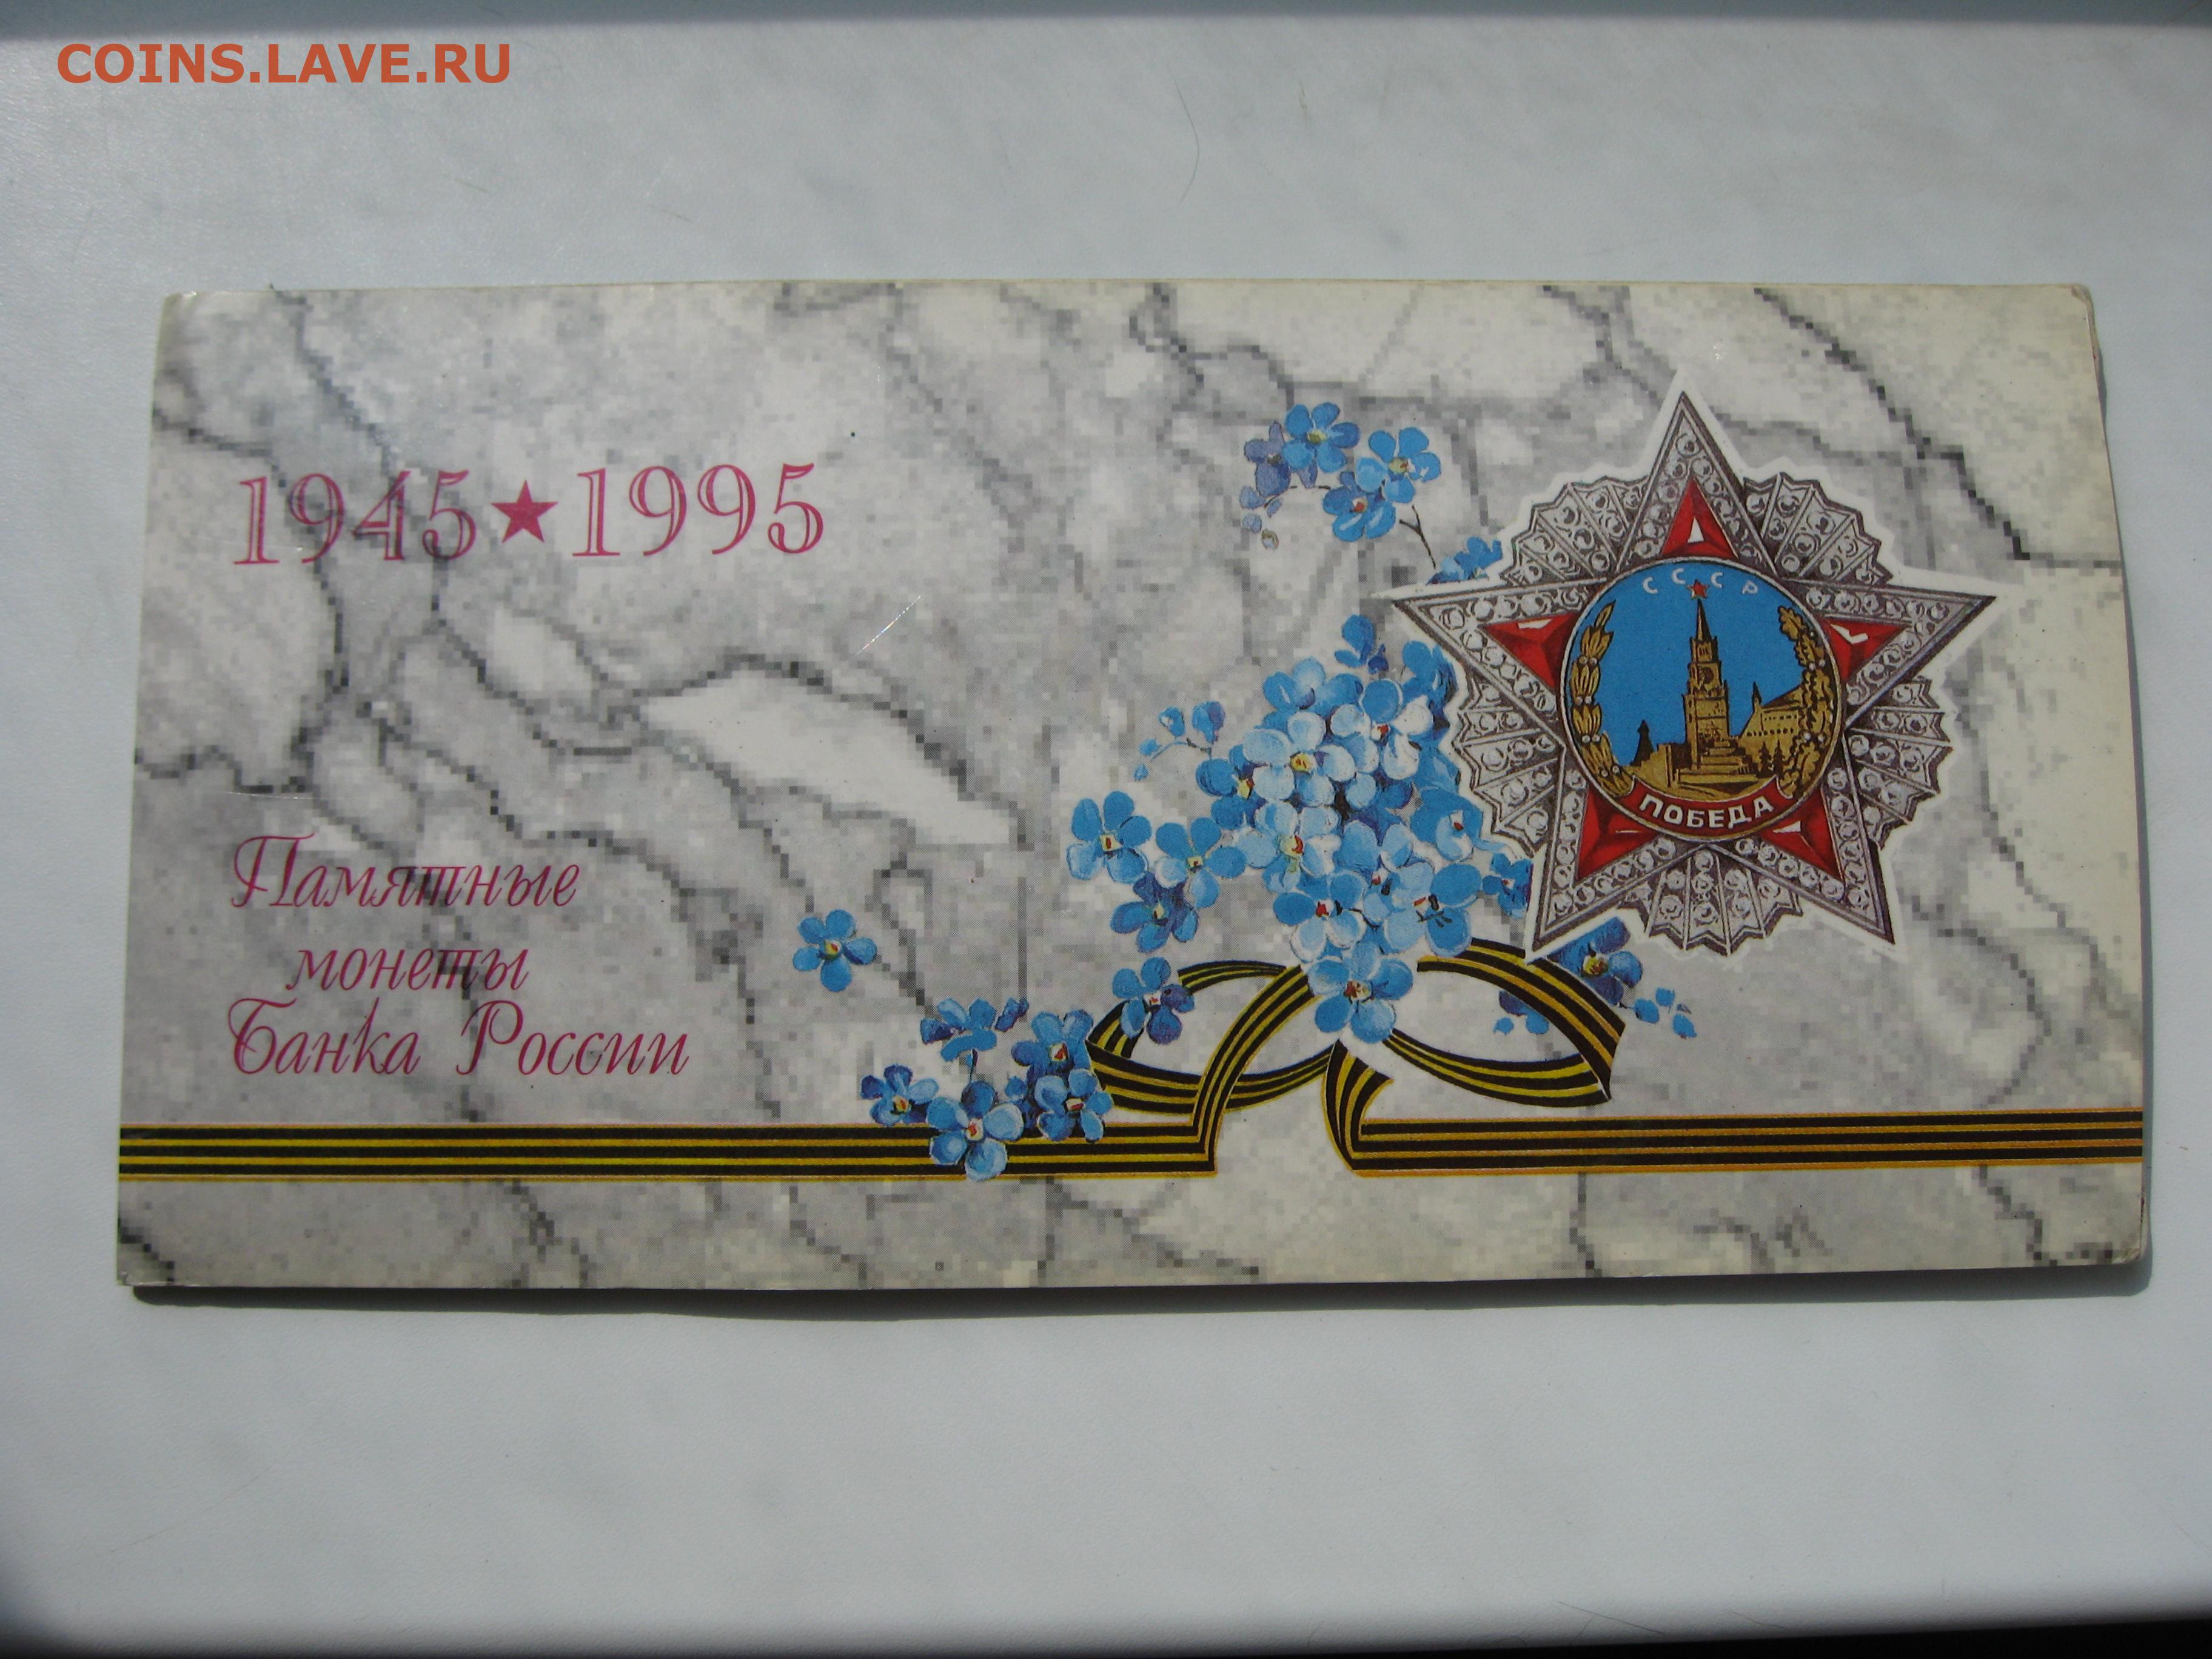 COINS.LAVE.RU
1945★1995
СССР
ПОБЕДА
Памятные
монеты
Банка России